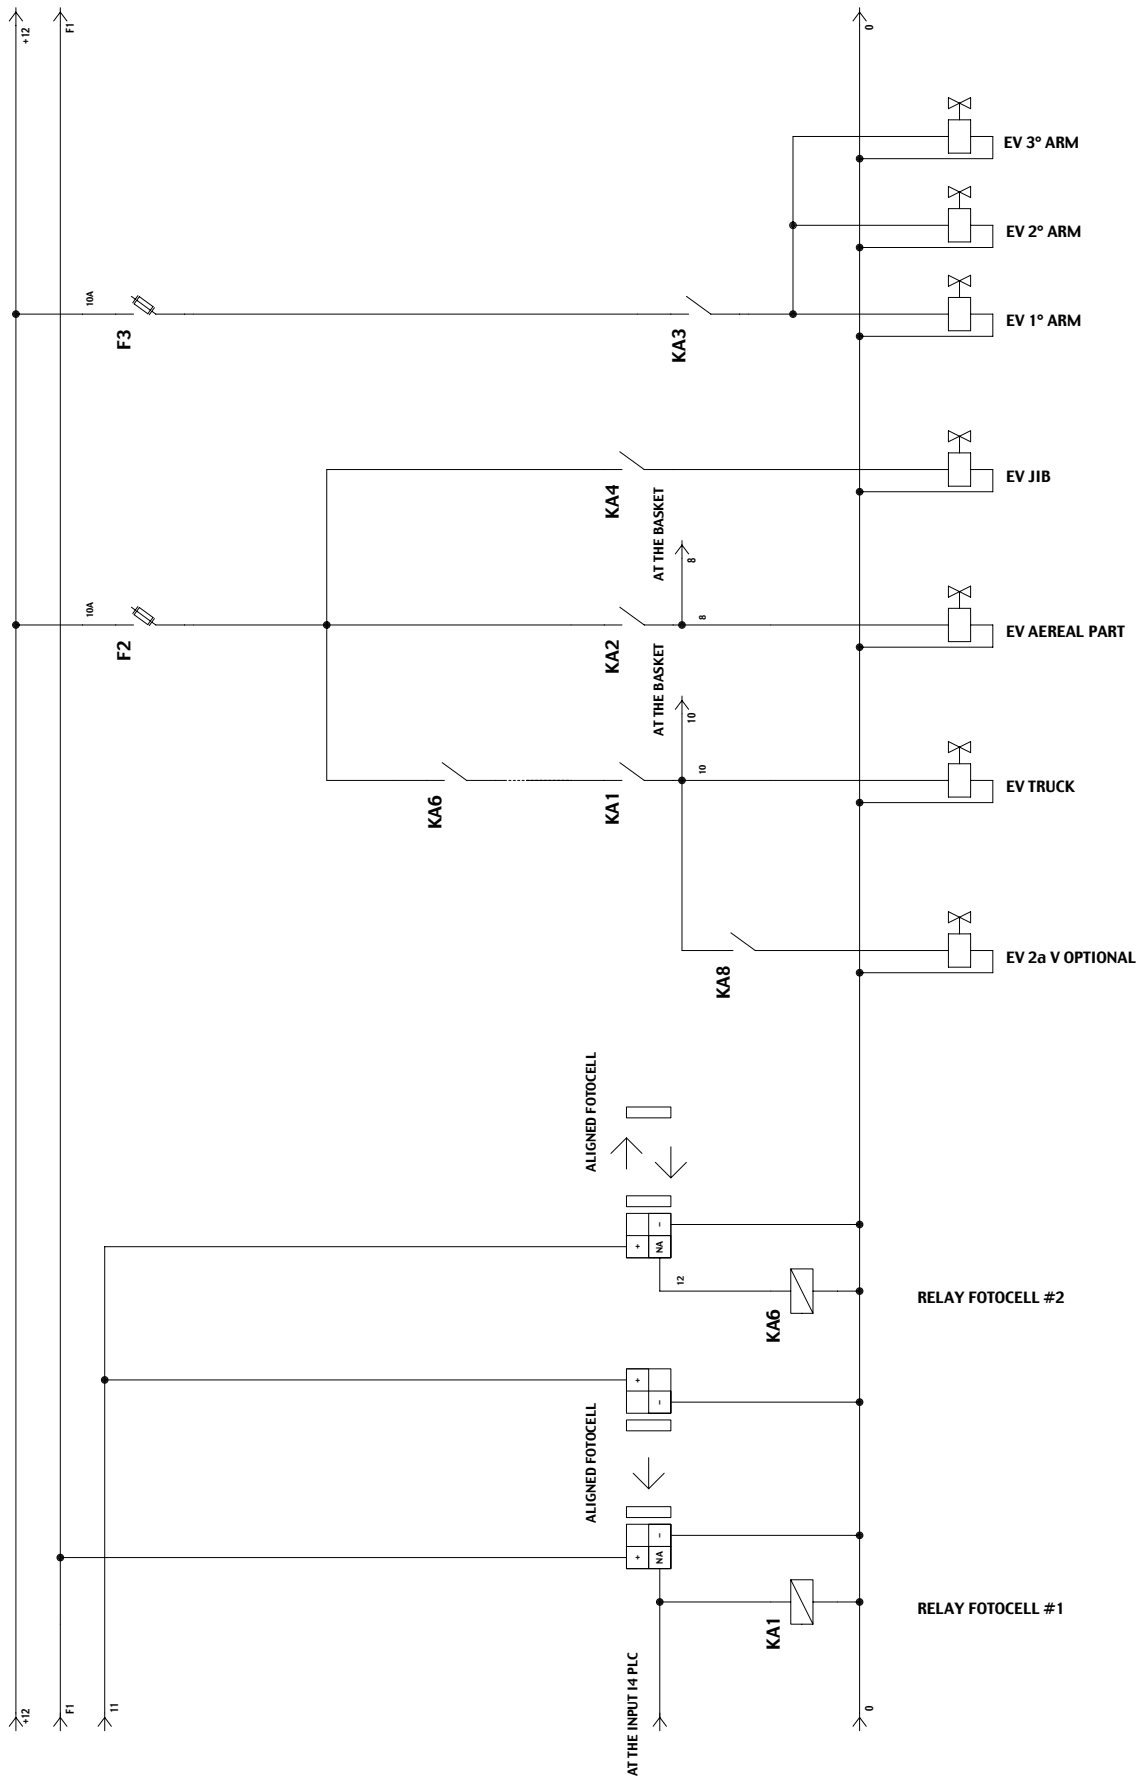 +12
F1
0
EV 3° ARM
EV 2° ARM
10A
F3
KA3
EV 1° ARM
KA4
EV JIB
AT THE BASKET
8
10A
F2
KA2
8
EV AEREAL PART
AT THE BASKET
10
KA6
KA1
10
EV TRUCK
KA8
EV 2a V OPTIONAL
ALIGNED FOTOCELL
-
+ NA
12
KA6
RELAY FOTOCELL #2
+
-
ALIGNED FOTOCELL
-
+ NA
KA1
RELAY FOTOCELL #1
AT THE INPUT I4 PLC
+12
F1
11
0